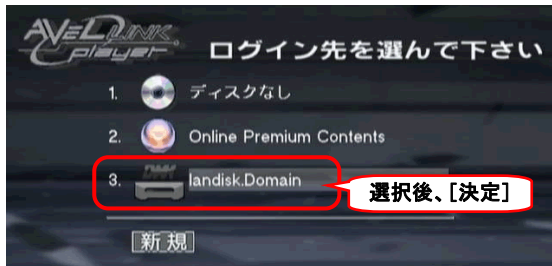 AVeL LINK player
ログイン先を選んで下さい
1. ディスクなし
2. Online Premium Contents
3. landisk.Domain
選択後、[決定]
新規